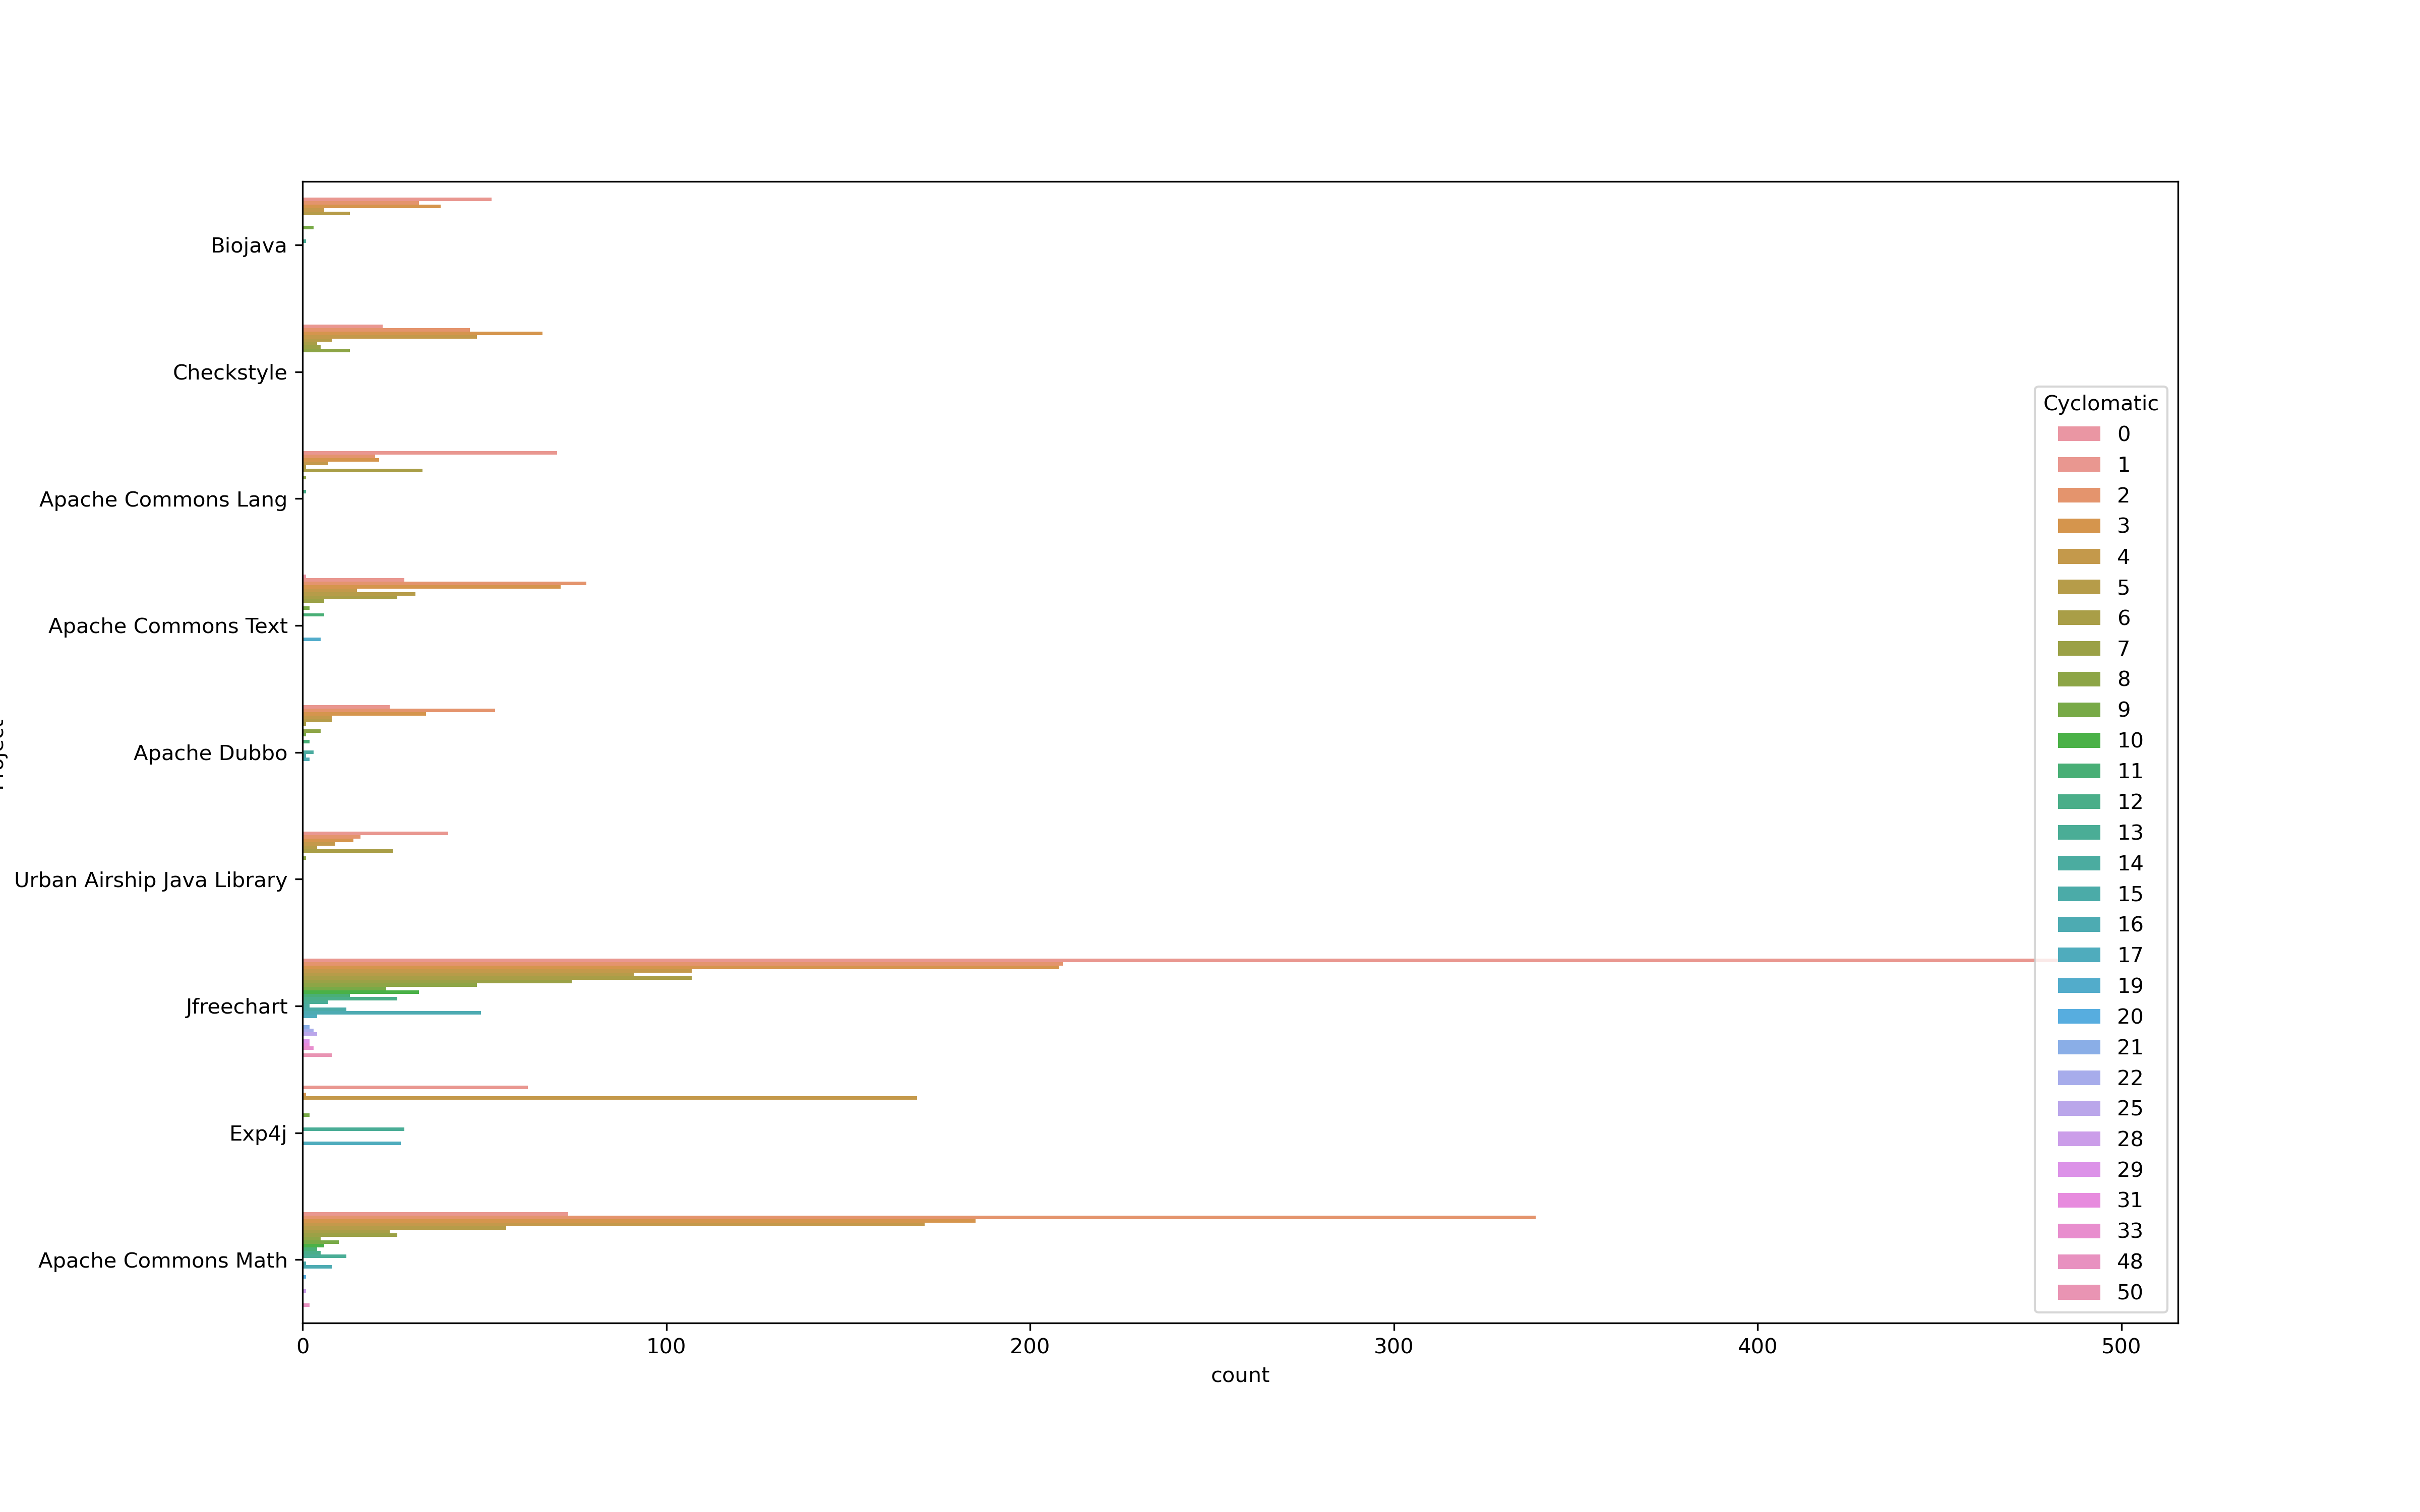 Biojava
Checkstyle
Apache Commons Lang
Apache Commons Text
Apache Dubbo
Urban Airship Java Library
Jfreechart
Exp4j
Apache Commons Math
0 100 200 300 400 500
count
Cyclomatic
0
1
2
3
4
5
6
7
8
9
10
11
12
13
14
15
16
17
19
20
21
22
25
28
29
31
33
48
50